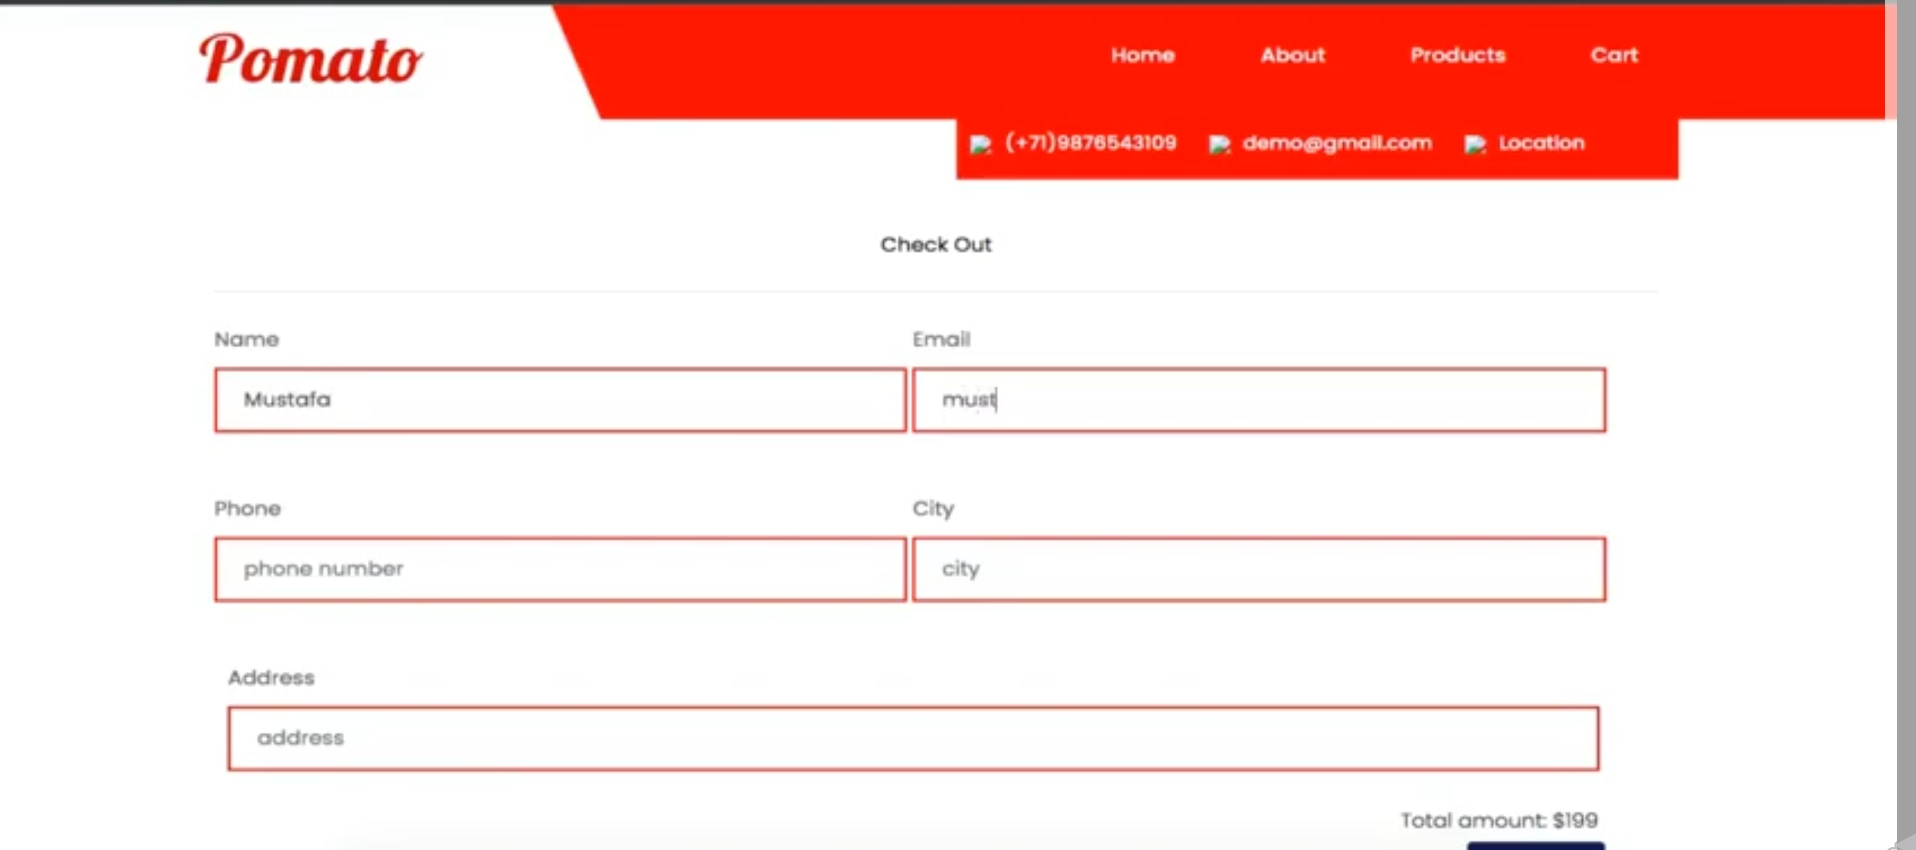 Pomato
Home About Products Cart
(+71)9876543109 demo@gmail.com Location
Check Out
Name Email
Mustafa must
Phone City
phone number city
Address
address
Total amount: $199